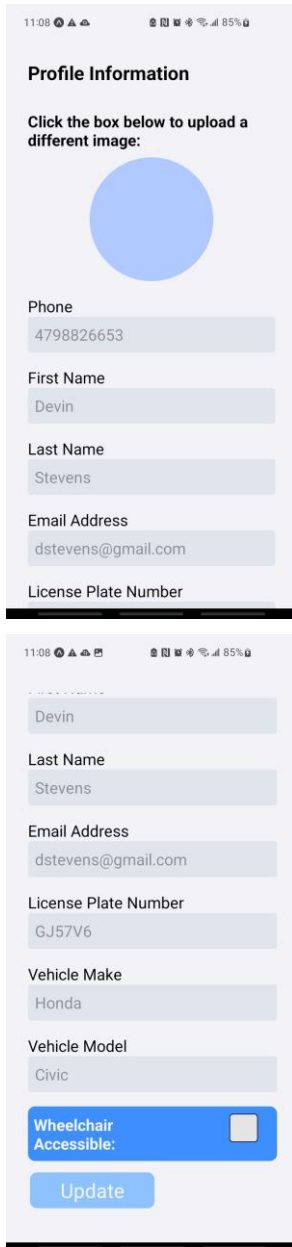 11:08 85%
Profile Information
Click the box below to upload a
different image:
Phone
4798826653
First Name
Devin
Last Name
Stevens
Email Address
dstevens@gmail.com
License Plate Number
11:08 85%
Devin
Last Name
Stevens
Email Address
dstevens@gmail.com
License Plate Number
GJ57V6
Vehicle Make
Honda
Vehicle Model
Civic
Wheelchair
Accessible:
Update